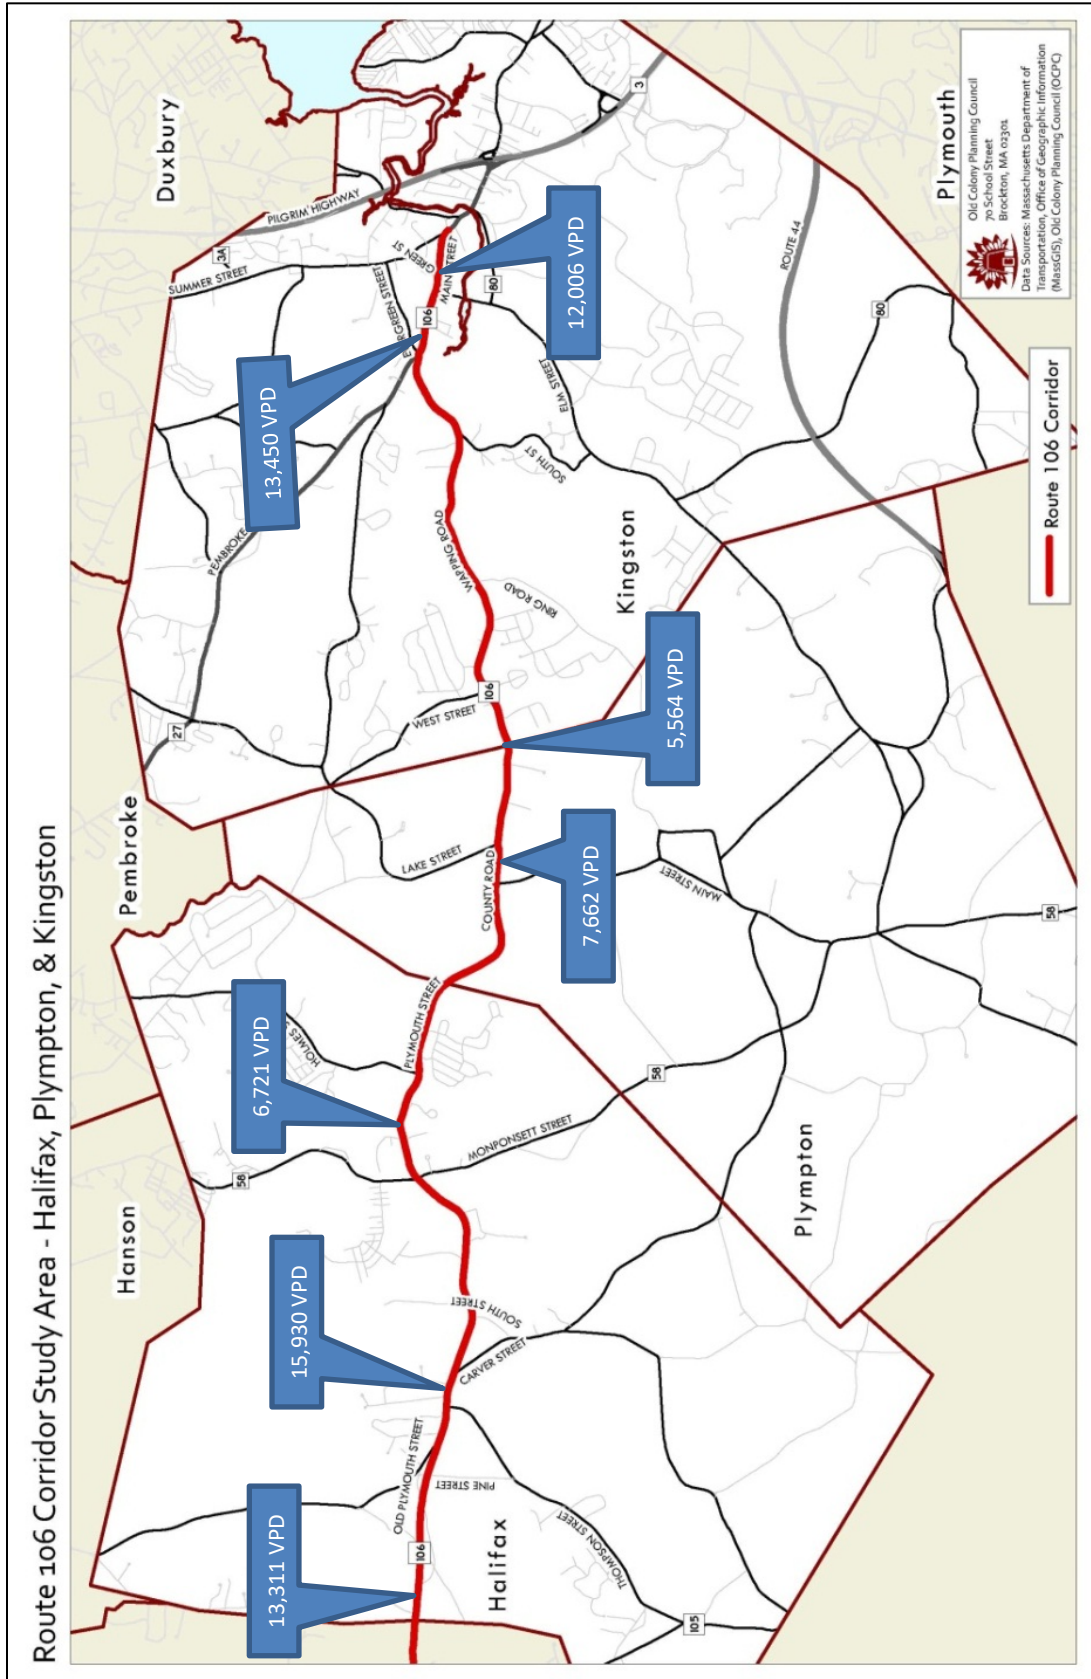 Route 106 Corridor Study Area - Halifax, Plympton, & Kingston
Hanson
Pembroke
Duxbury
13,311 VPD
15,930 VPD
6,721 VPD
7,662 VPD
5,564 VPD
13,450 VPD
12,006 VPD
106
OLD PLYMOUTH STREET
PINE STREET
Halifax
THOMPSON STREET
105
CARVER STREET
SOUTH STREET
58
MONPONSETT STREET
58
HOLMES
PLYMOUTH STREET
Plympton
COUNTY ROAD
LAKE STREET
MAIN STREET
58
WEST STREET
106
27
PEMBROKE
WAPPING ROAD
RING ROAD
Kingston
SOUTH ST
ELM STREET
EVERGREEN STREET
106
GREEN ST
MAIN STREET
80
SUMMER STREET
3A
PILGRIM HIGHWAY
3
ROUTE 44
80
Plymouth
Route 106 Corridor
Old Colony Planning Council
70 School Street
Brockton, MA 02301
Data Sources: Massachusetts Department of
Transportation, Office of Geographic Information
(MassGIS), Old Colony Planning Council (OCPC)